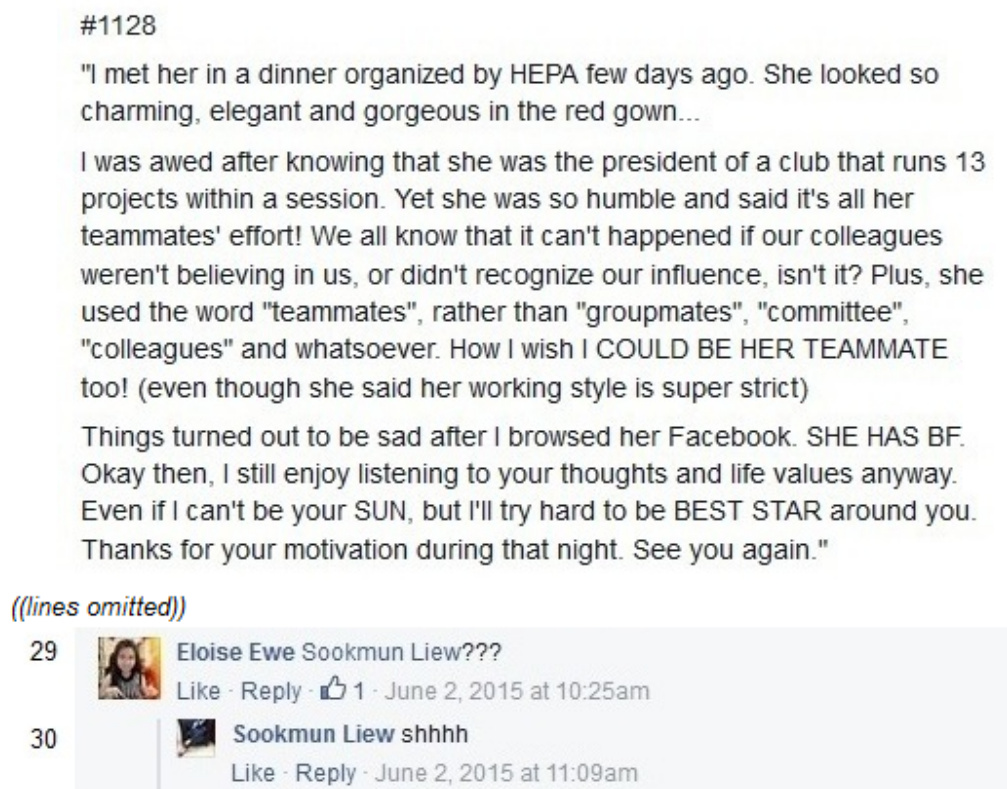 #1128
"I met her in a dinner organized by HEPA few days ago. She looked so
charming, elegant and gorgeous in the red gown...
I was awed after knowing that she was the president of a club that runs 13
projects within a session. Yet she was so humble and said it's all her
teammates' effort! We all know that it can't happened if our colleagues
weren't believing in us, or didn't recognize our influence, isn't it? Plus, she
used the word "teammates", rather than "groupmates", "committee",
"colleagues" and whatsoever. How I wish I COULD BE HER TEAMMATE
too! (even though she said her working style is super strict)
Things turned out to be sad after I browsed her Facebook. SHE HAS BF.
Okay then, I still enjoy listening to your thoughts and life values anyway.
Even if I can't be your SUN, but I'll try hard to be BEST STAR around you.
Thanks for your motivation during that night. See you again."
((lines omitted))
29 Eloise Ewe Sookmun Liew???
Like · Reply · 1 · June 2, 2015 at 10:25am
30 Sookmun Liew shhhh
Like · Reply · June 2, 2015 at 11:09am